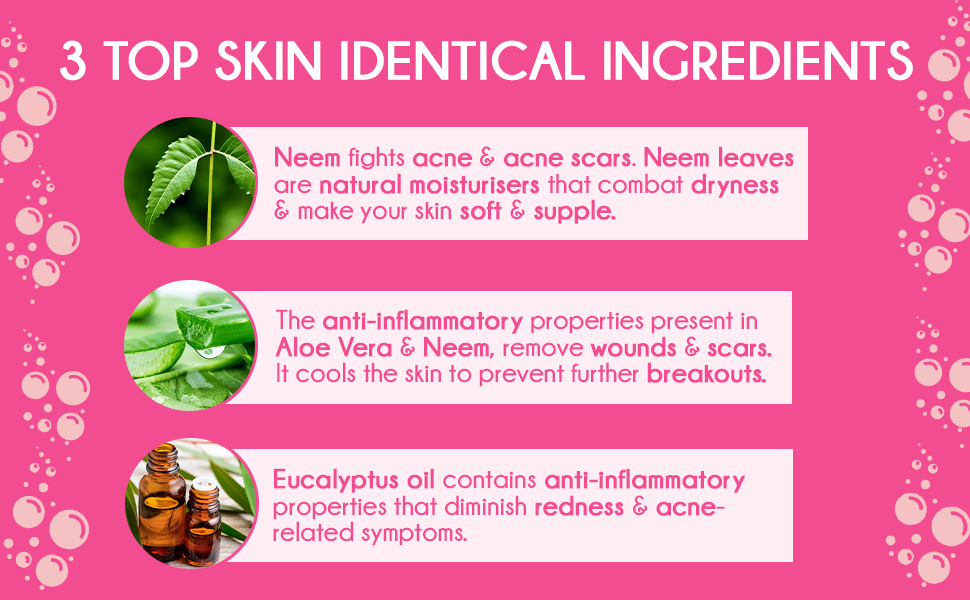 3 TOP SKIN IDENTICAL INGREDIENTS
Neem fights acne & acne scars. Neem leaves
are natural moisturisers that combat dryness
& make your skin soft & supple.
The anti-inflammatory properties present in
Aloe Vera & Neem, remove wounds & scars.
It cools the skin to prevent further breakouts.
Eucalyptus oil contains anti-inflammatory
properties that diminish redness & acne-
related symptoms.